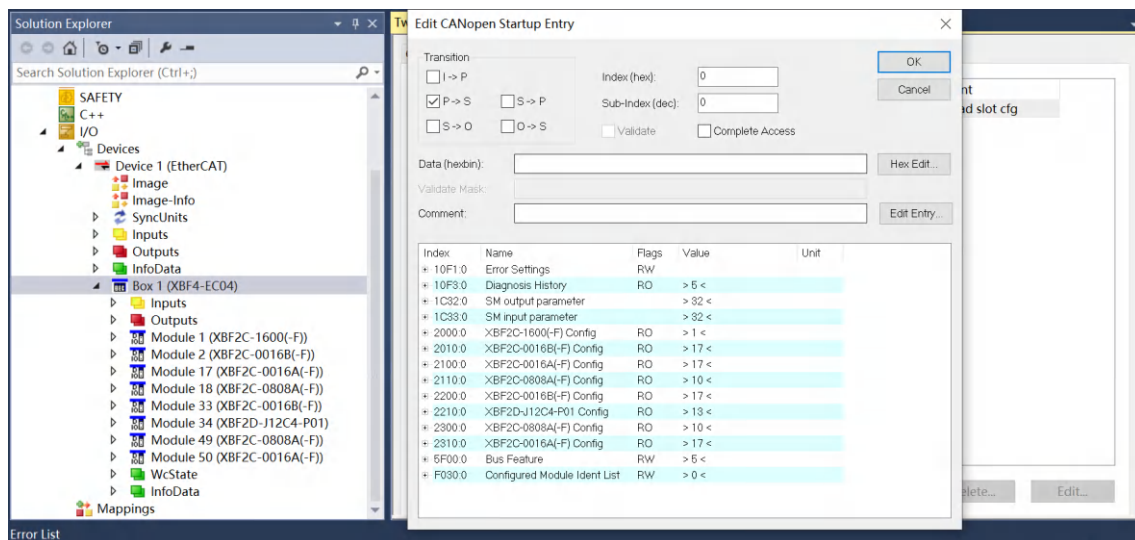 Solution Explorer
Search Solution Explorer (Ctrl+;)
SAFETY
C++
I/O
Devices
Device 1 (EtherCAT)
Image
Image-Info
SyncUnits
Inputs
Outputs
InfoData
Box 1 (XBF4-EC04)
Inputs
Outputs
Module 1 (XBF2C-1600(-F))
Module 2 (XBF2C-0016B(-F))
Module 17 (XBF2C-0016A(-F))
Module 18 (XBF2C-0808A(-F))
Module 33 (XBF2C-0016B(-F))
Module 34 (XBF2D-J12C4-P01)
Module 49 (XBF2C-0808A(-F))
Module 50 (XBF2C-0016A(-F))
WcState
InfoData
Mappings
Error List
Tw
Edit CANopen Startup Entry
Transition
I -> P
P -> S S -> P
S -> O O -> S
Index (hex): 0
Sub-Index (dec): 0
Validate Complete Access
OK
Cancel
Data (hexbin): Hex Edit...
Validate Mask:
Comment: Edit Entry...
Index Name Flags Value Unit
10F1:0 Error Settings RW
10F3:0 Diagnosis History RO > 5 <
1C32:0 SM output parameter > 32 <
1C33:0 SM input parameter > 32 <
2000:0 XBF2C-1600(-F) Config RO > 1 <
2010:0 XBF2C-0016B(-F) Config RO > 17 <
2100:0 XBF2C-0016A(-F) Config RO > 17 <
2110:0 XBF2C-0808A(-F) Config RO > 10 <
2200:0 XBF2C-0016B(-F) Config RO > 17 <
2210:0 XBF2D-J12C4-P01 Config RO > 13 <
2300:0 XBF2C-0808A(-F) Config RO > 10 <
2310:0 XBF2C-0016A(-F) Config RO > 17 <
5F00:0 Bus Feature RW > 5 <
F030:0 Configured Module Ident List RW > 0 <
nt
ad slot cfg
elete... Edit...